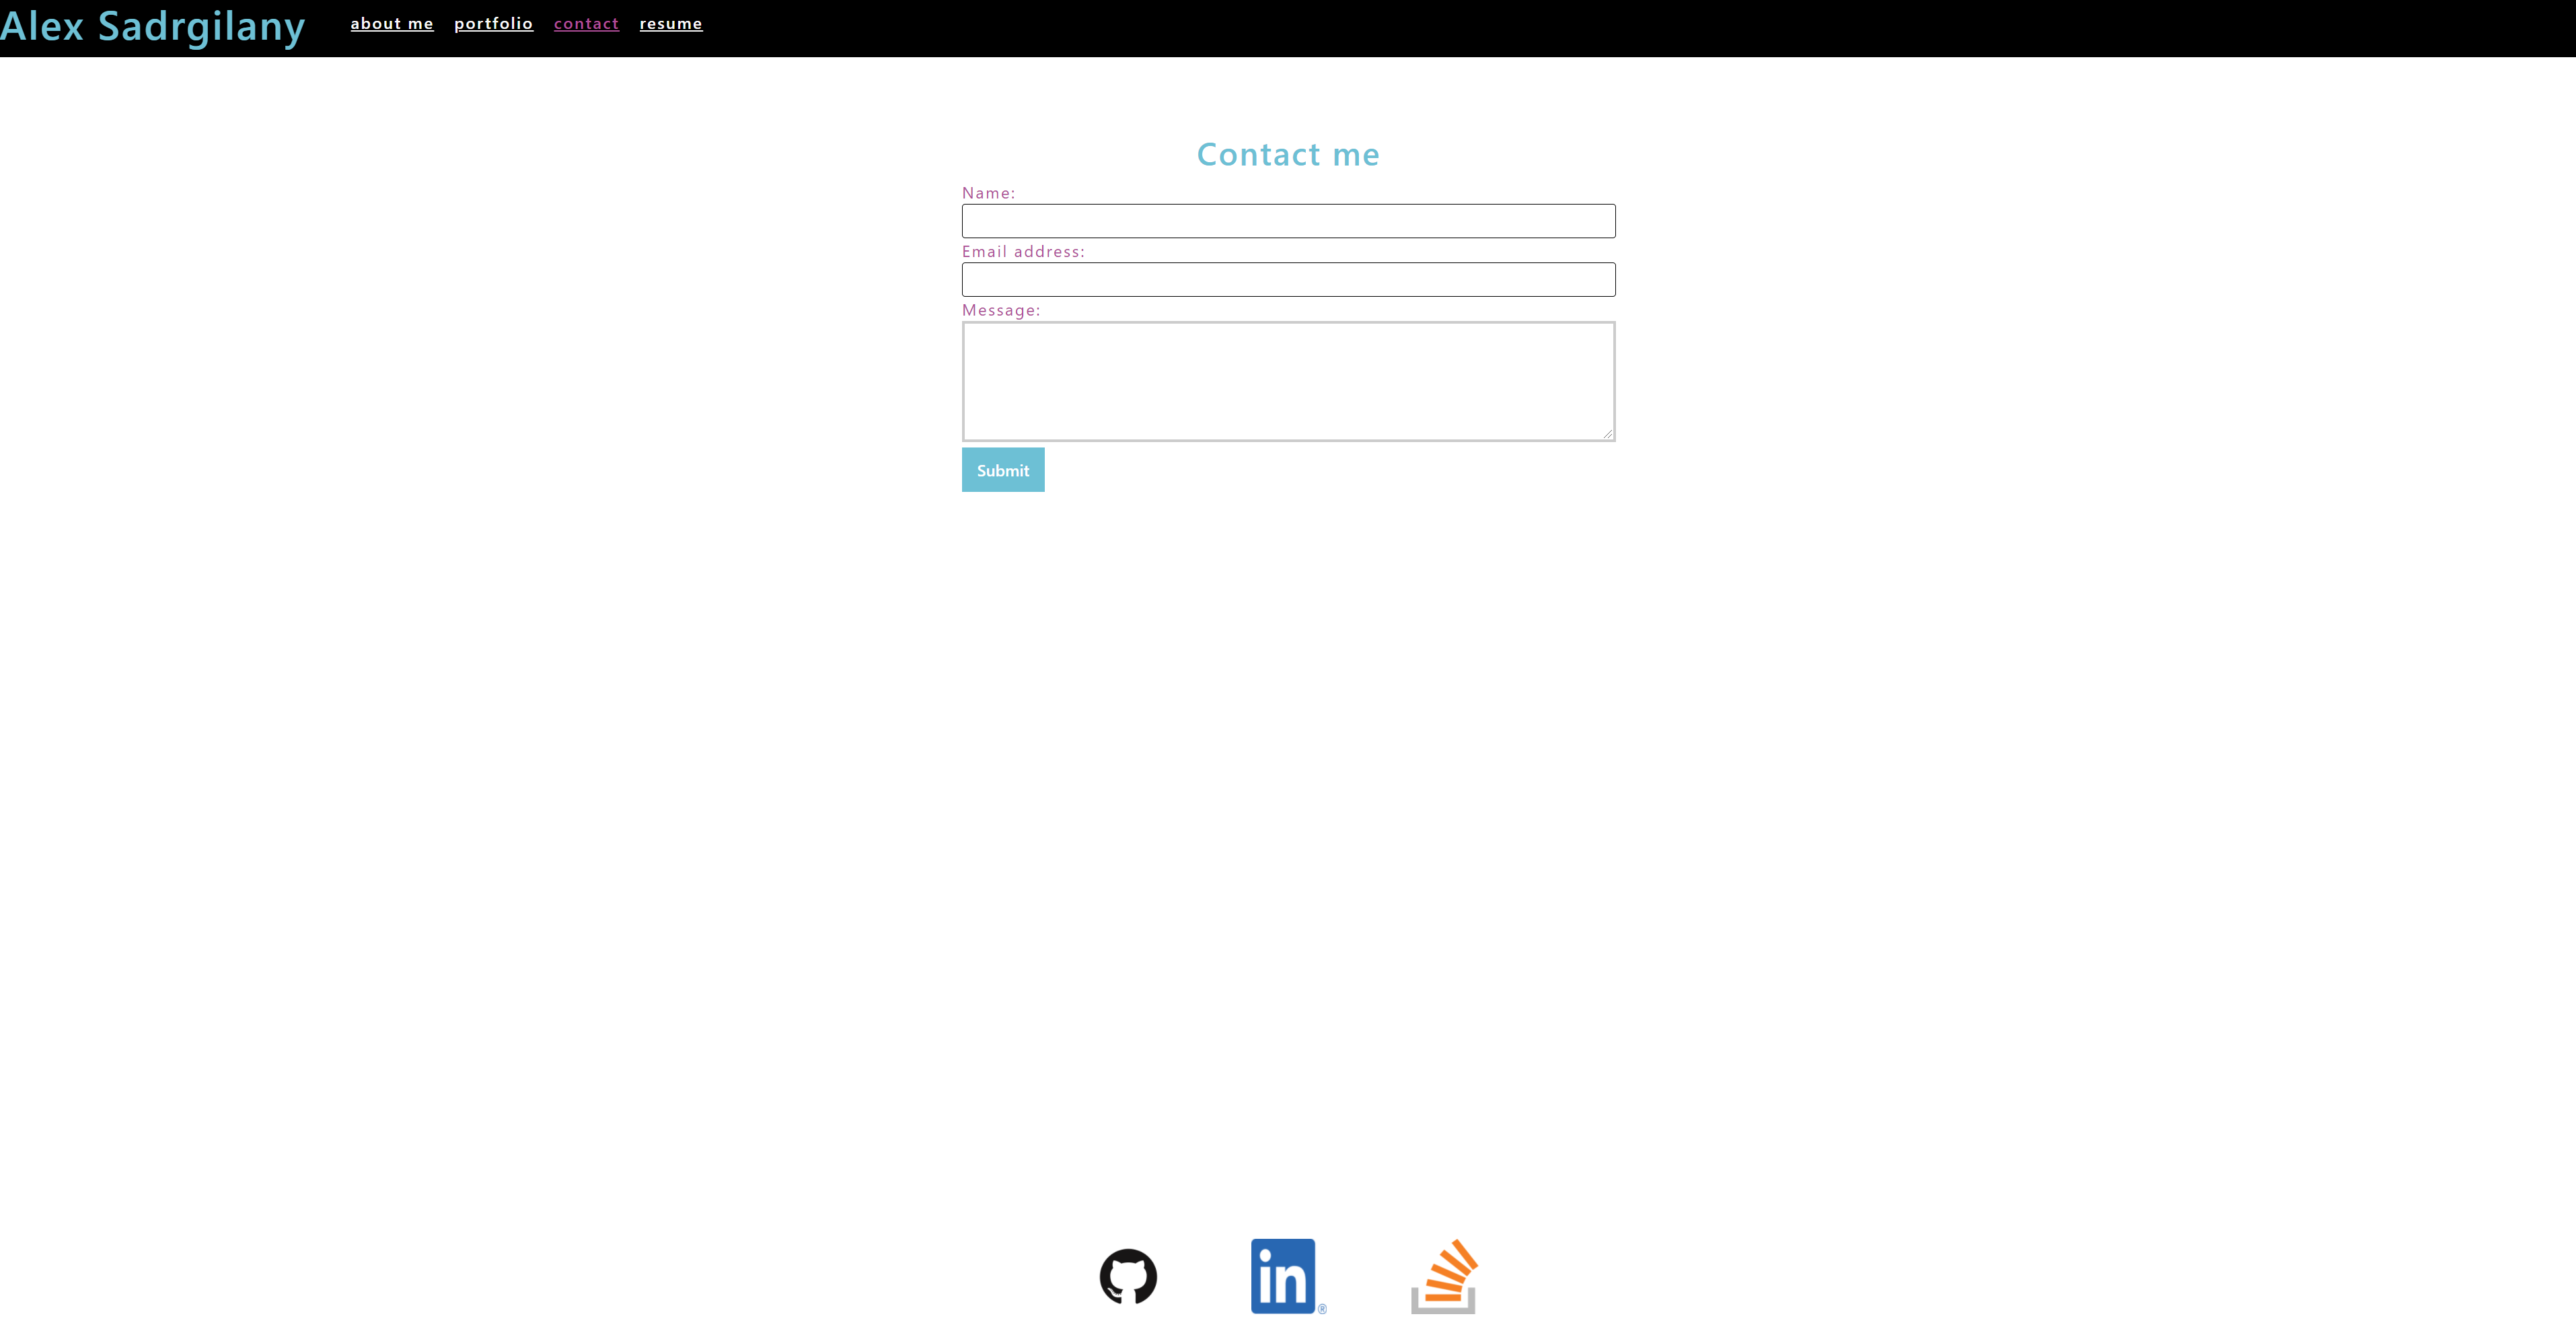 Alex Sadrgilany about me portfolio contact resume
Contact me
Name:
Email address:
Message:
Submit
in ®